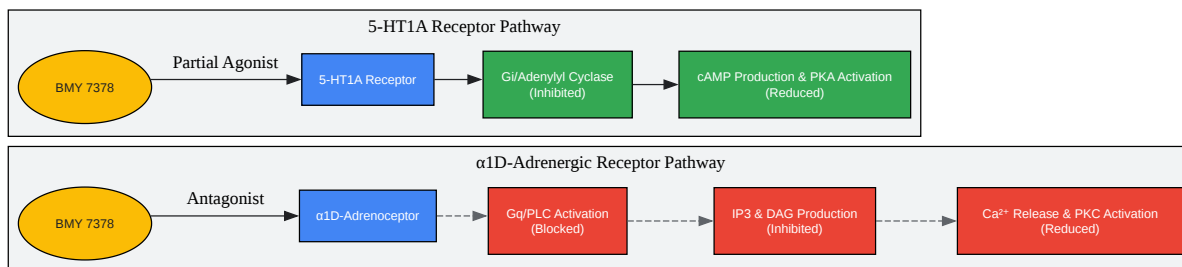 5-HT1A Receptor Pathway
BMY 7378
Partial Agonist
5-HT1A Receptor
Gi/Adenylyl Cyclase
(Inhibited)
cAMP Production & PKA Activation
(Reduced)
α1D-Adrenergic Receptor Pathway
BMY 7378
Antagonist
α1D-Adrenoceptor
Gq/PLC Activation
(Blocked)
IP3 & DAG Production
(Inhibited)
Ca²⁺ Release & PKC Activation
(Reduced)